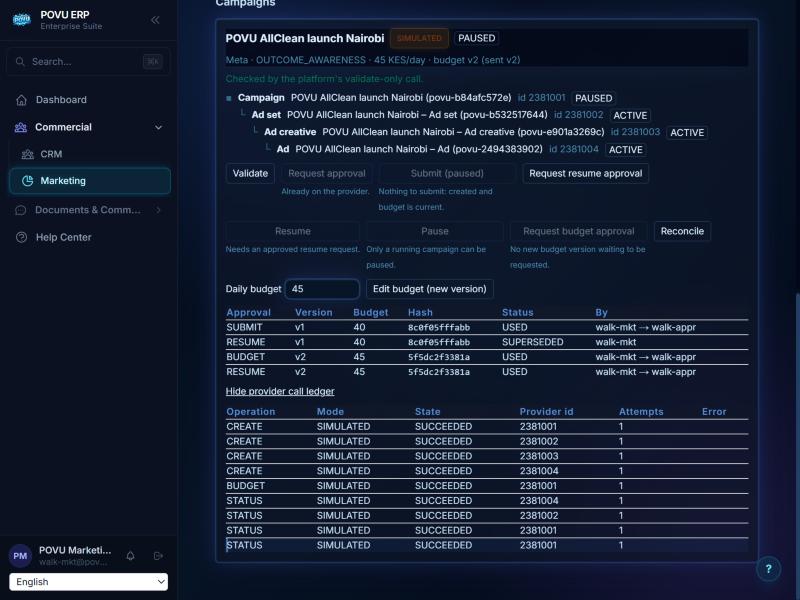 POVU
POVU ERP
Enterprise Suite
Search...
⌘K
Dashboard
Commercial
CRM
Marketing
Documents & Comm...
Help Center
PM
POVU Marketi...
walk-mkt@pov...
English
Campaigns
POVU AllClean launch Nairobi SIMULATED PAUSED
Meta · OUTCOME_AWARENESS · 45 KES/day · budget v2 (sent v2)
Checked by the platform's validate-only call.
Campaign POVU AllClean launch Nairobi (povu-b84afc572e) id 2381001 PAUSED
Ad set POVU AllClean launch Nairobi – Ad set (povu-b532517644) id 2381002 ACTIVE
Ad creative POVU AllClean launch Nairobi – Ad creative (povu-e901a3269c) id 2381003 ACTIVE
Ad POVU AllClean launch Nairobi – Ad (povu-2494383902) id 2381004 ACTIVE
Validate Request approval Submit (paused) Request resume approval
Already on the provider. Nothing to submit: created and
budget is current.
Resume Pause Request budget approval Reconcile
Needs an approved resume request. Only a running campaign can be No new budget version waiting to be
paused. requested.
Daily budget 45 Edit budget (new version)
Approval Version Budget Hash Status By
SUBMIT v1 40 8c0f05fffabb USED walk-mkt → walk-appr
RESUME v1 40 8c0f05fffabb SUPERSEDED walk-mkt
BUDGET v2 45 5f5dc2f3381a USED walk-mkt → walk-appr
RESUME v2 45 5f5dc2f3381a USED walk-mkt → walk-appr
Hide provider call ledger
Operation Mode State Provider id Attempts Error
CREATE SIMULATED SUCCEEDED 2381001 1
CREATE SIMULATED SUCCEEDED 2381002 1
CREATE SIMULATED SUCCEEDED 2381003 1
CREATE SIMULATED SUCCEEDED 2381004 1
BUDGET SIMULATED SUCCEEDED 2381001 1
STATUS SIMULATED SUCCEEDED 2381004 1
STATUS SIMULATED SUCCEEDED 2381002 1
STATUS SIMULATED SUCCEEDED 2381001 1
STATUS SIMULATED SUCCEEDED 2381001 1
?